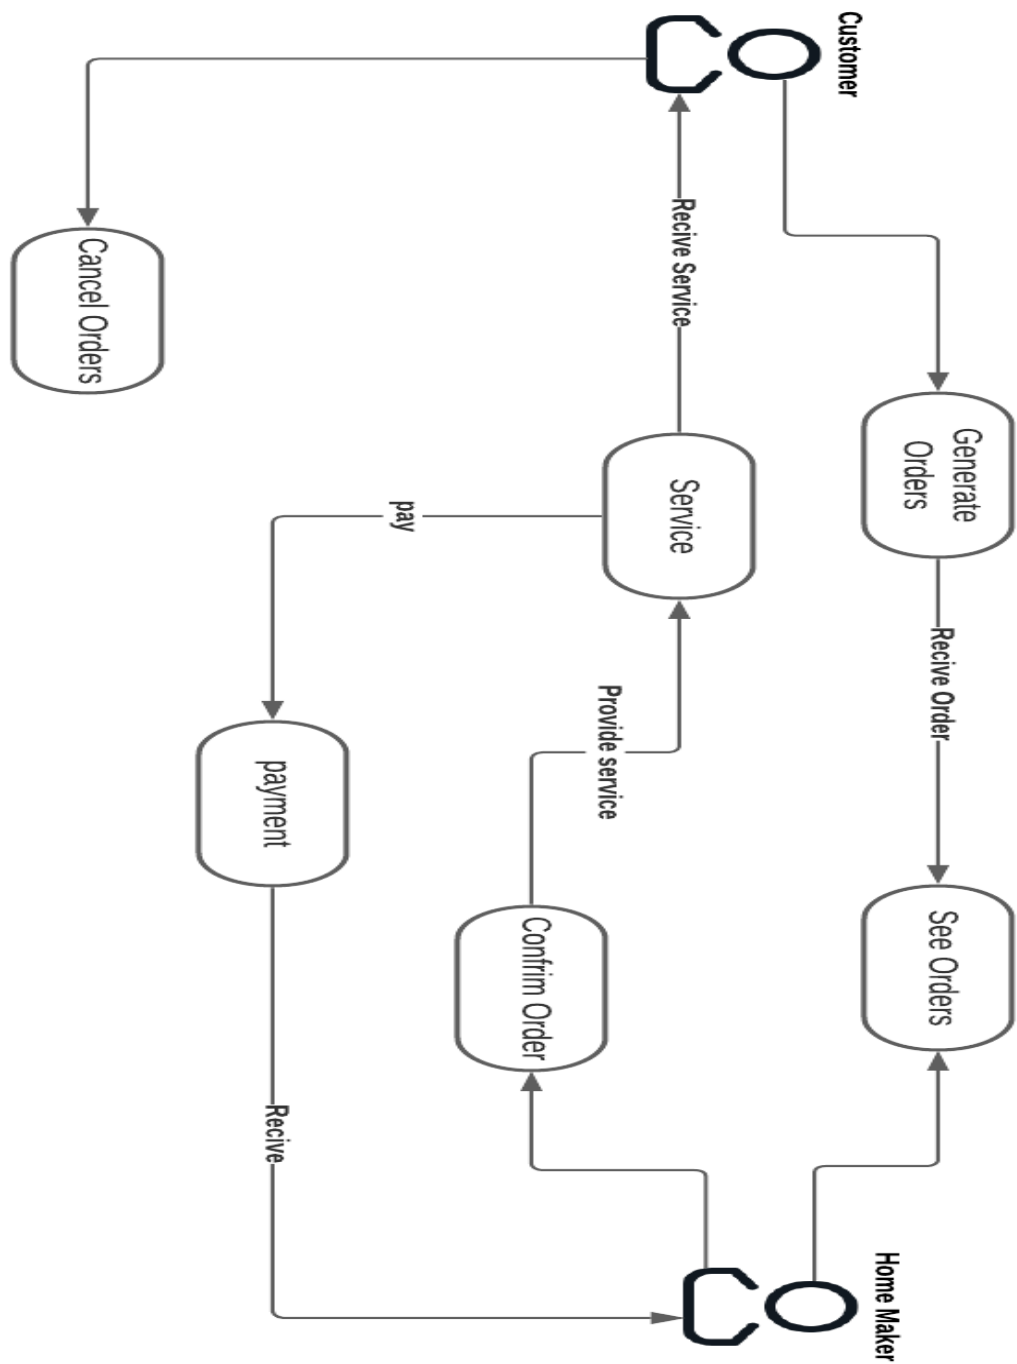 Customer
Home Maker
Generate
Orders
Recive Order
See Orders
Recive Service
Service
Provide service
Confrim Order
pay
payment
Recive
Cancel Orders